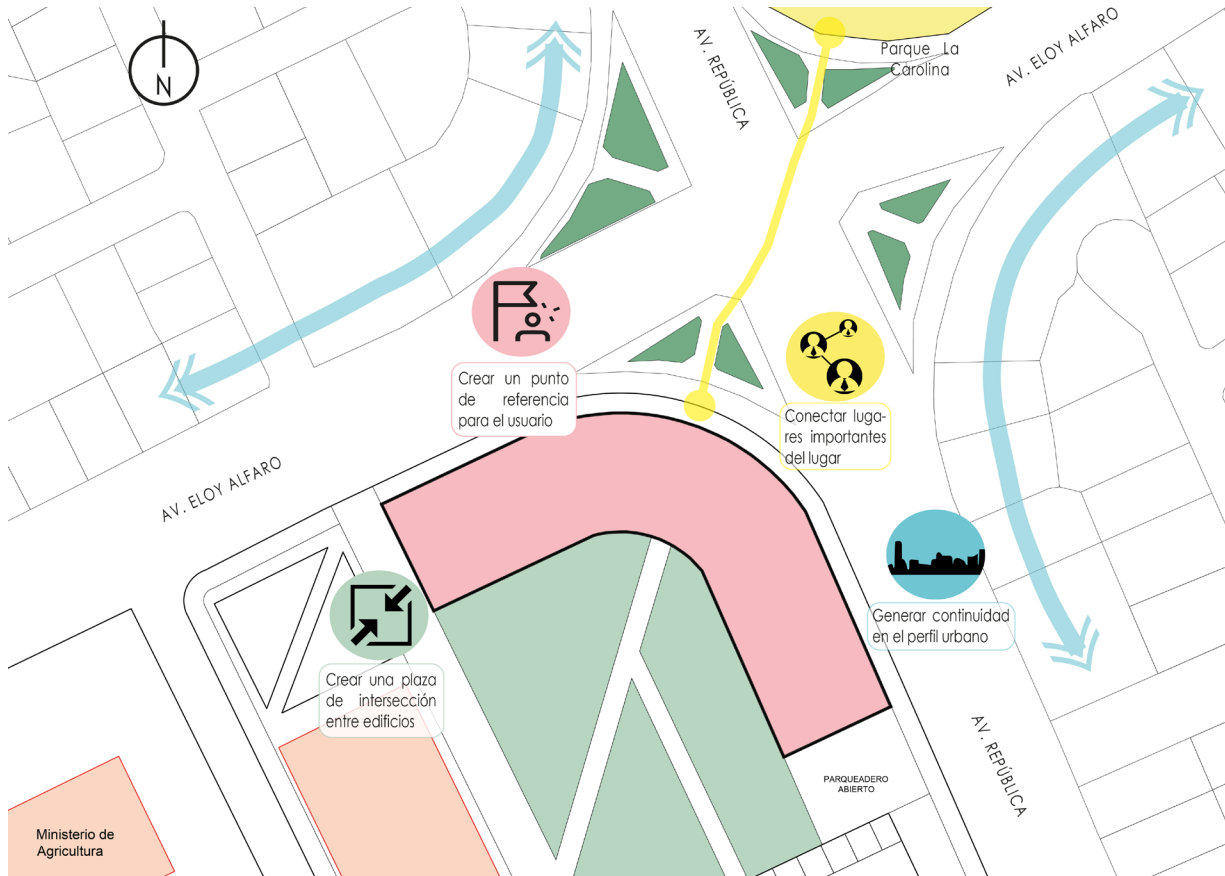 N
AV. REPÚBLICA
Parque La
Carolina
AV. ELOY ALFARO
Crear un punto
de referencia
para el usuario
Conectar luga-
res importantes
del lugar
AV. ELOY ALFARO
Generar continuidad
en el perfil urbano
Crear una plaza
de intersección
entre edificios
AV. REPÚBLICA
PARQUEADERO
ABIERTO
Ministerio de
Agricultura